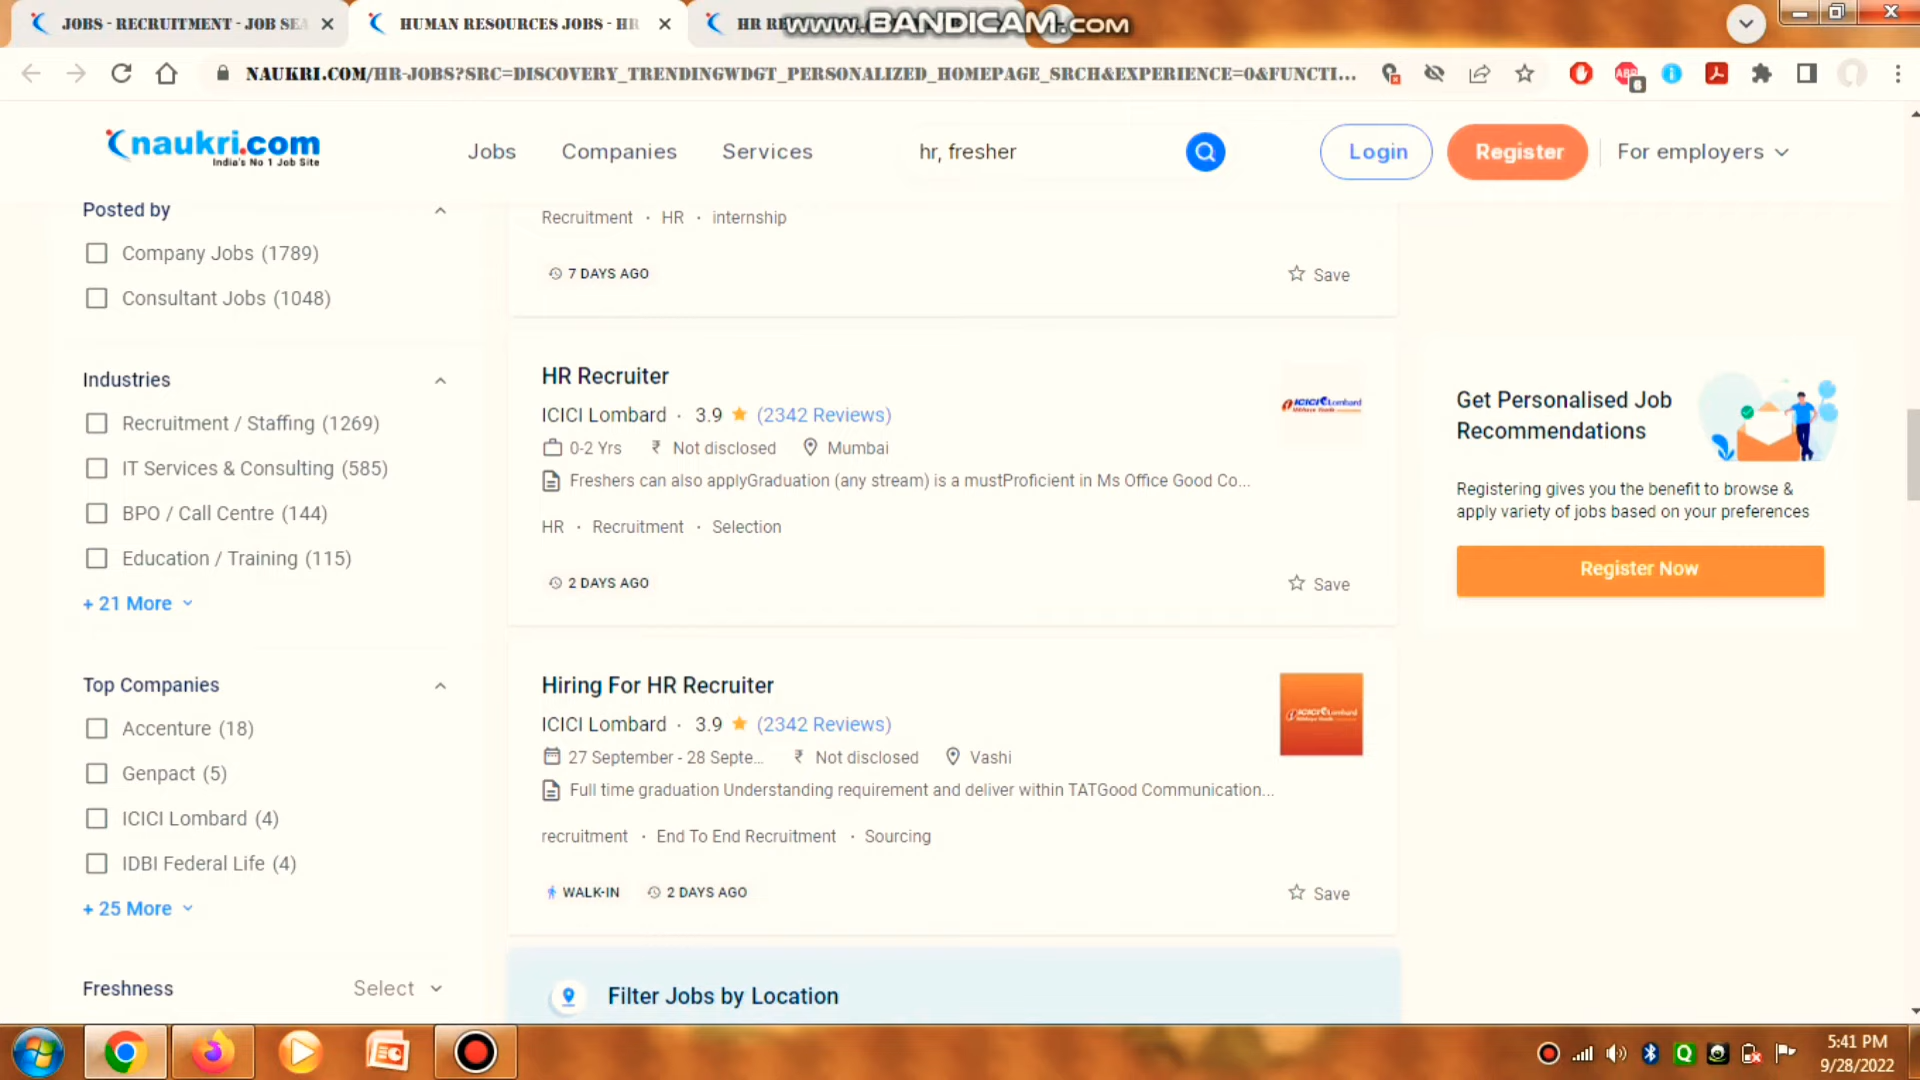 JOBS - RECRUITMENT - JOB SEA
HUMAN RESOURCES JOBS - HR
HR RE
WWW.BANDICAM.COM
NAUKRI.COM/HR-JOBS?SRC=DISCOVERY_TRENDINGWDGT_PERSONALIZED_HOMEPAGE_SRCH&EXPERIENCE=0&FUNCTI...
naukri.com
India's No 1 Job Site
Jobs
Companies
Services
hr, fresher
Login
Register
For employers
Posted by
Company Jobs (1789)
Consultant Jobs (1048)
Industries
Recruitment / Staffing (1269)
IT Services & Consulting (585)
BPO / Call Centre (144)
Education / Training (115)
+ 21 More
Top Companies
Accenture (18)
Genpact (5)
ICICI Lombard (4)
IDBI Federal Life (4)
+ 25 More
Freshness
Select
Recruitment · HR · internship
7 DAYS AGO
Save
HR Recruiter
ICICI Lombard · 3.9 ★ (2342 Reviews)
0-2 Yrs ₹ Not disclosed Mumbai
Freshers can also applyGraduation (any stream) is a mustProficient in Ms Office Good Co...
HR · Recruitment · Selection
2 DAYS AGO
Save
ICICI Lombard
Hiring For HR Recruiter
ICICI Lombard · 3.9 ★ (2342 Reviews)
27 September - 28 Septe... ₹ Not disclosed Vashi
Full time graduation Understanding requirement and deliver within TATGood Communication...
recruitment · End To End Recruitment · Sourcing
WALK-IN 2 DAYS AGO
Save
ICICI Lombard
Filter Jobs by Location
Get Personalised Job
Recommendations
Registering gives you the benefit to browse &
apply variety of jobs based on your preferences
Register Now
5:41 PM
9/28/2022